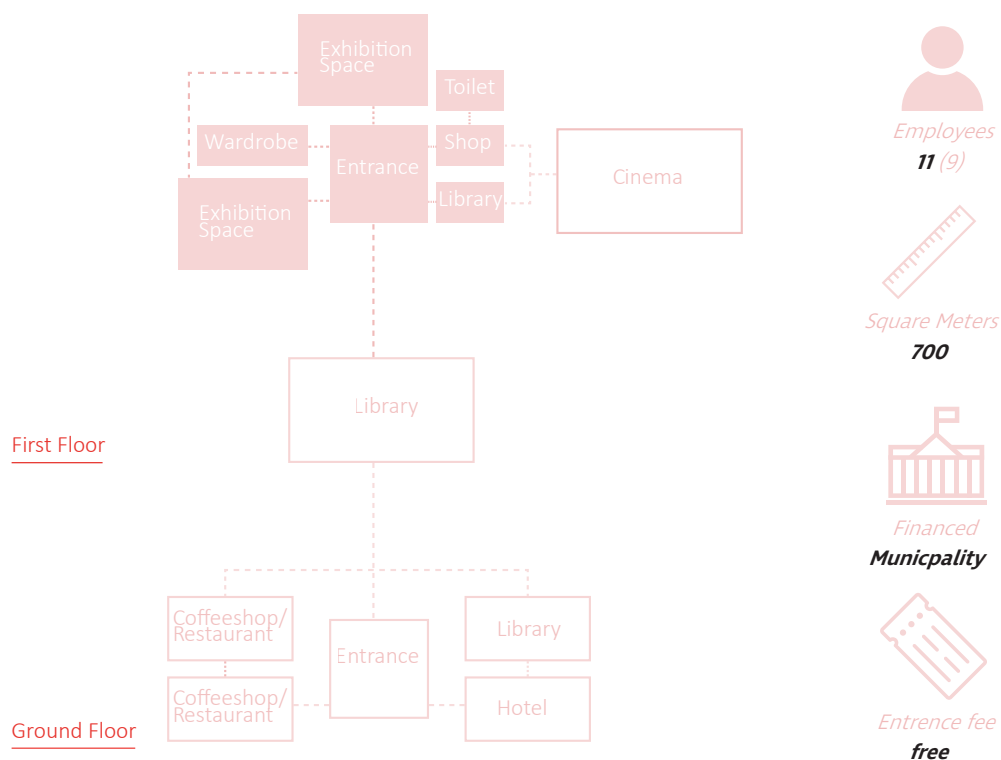 Exhibition
Space
Toilet
Wardrobe
Entrance
Shop
Library
Exhibition
Space
Cinema
Library
First Floor
Coffeeshop/
Restaurant
Entrance
Library
Coffeeshop/
Restaurant
Hotel
Ground Floor
Employees
11 (9)
Square Meters
700
Financed
Municpality
Entrence fee
free